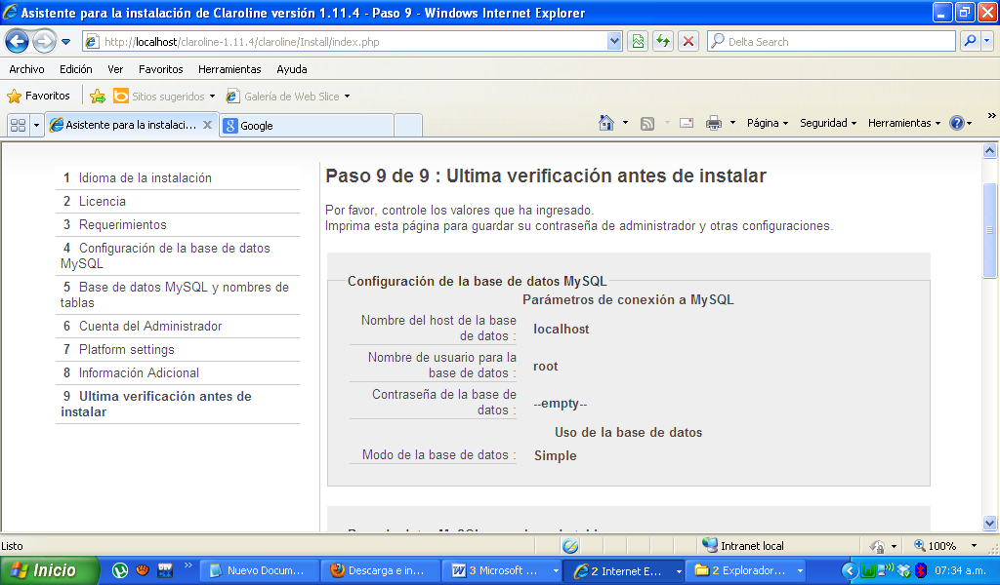 Asistente para la instalación de Claroline versión 1.11.4 - Paso 9 - Windows Internet Explorer
http://localhost/claroline-1.11.4/claroline/Install/index.php
Delta Search
Archivo Edición Ver Favoritos Herramientas Ayuda
Favoritos Sitios sugeridos Galería de Web Slice
Asistente para la instalaci... Google Página Seguridad Herramientas
1 Idioma de la instalación
2 Licencia
3 Requerimientos
4 Configuración de la base de datos
MySQL
5 Base de datos MySQL y nombres de
tablas
6 Cuenta del Administrador
7 Platform settings
8 Información Adicional
9 Ultima verificación antes de
instalar
Paso 9 de 9 : Ultima verificación antes de instalar
Por favor, controle los valores que ha ingresado.
Imprima esta página para guardar su contraseña de administrador y otras configuraciones.
Configuración de la base de datos MySQL
Parámetros de conexión a MySQL
Nombre del host de la base
de datos :
localhost
Nombre de usuario para la
base de datos :
root
Contraseña de la base de
datos :
--empty--
Uso de la base de datos
Modo de la base de datos :
Simple
Listo Intranet local 100%
Inicio Nuevo Docum... Descarga e in... 3 Microsoft ... 2 Internet E... 2 Explorador... 07:34 a.m.